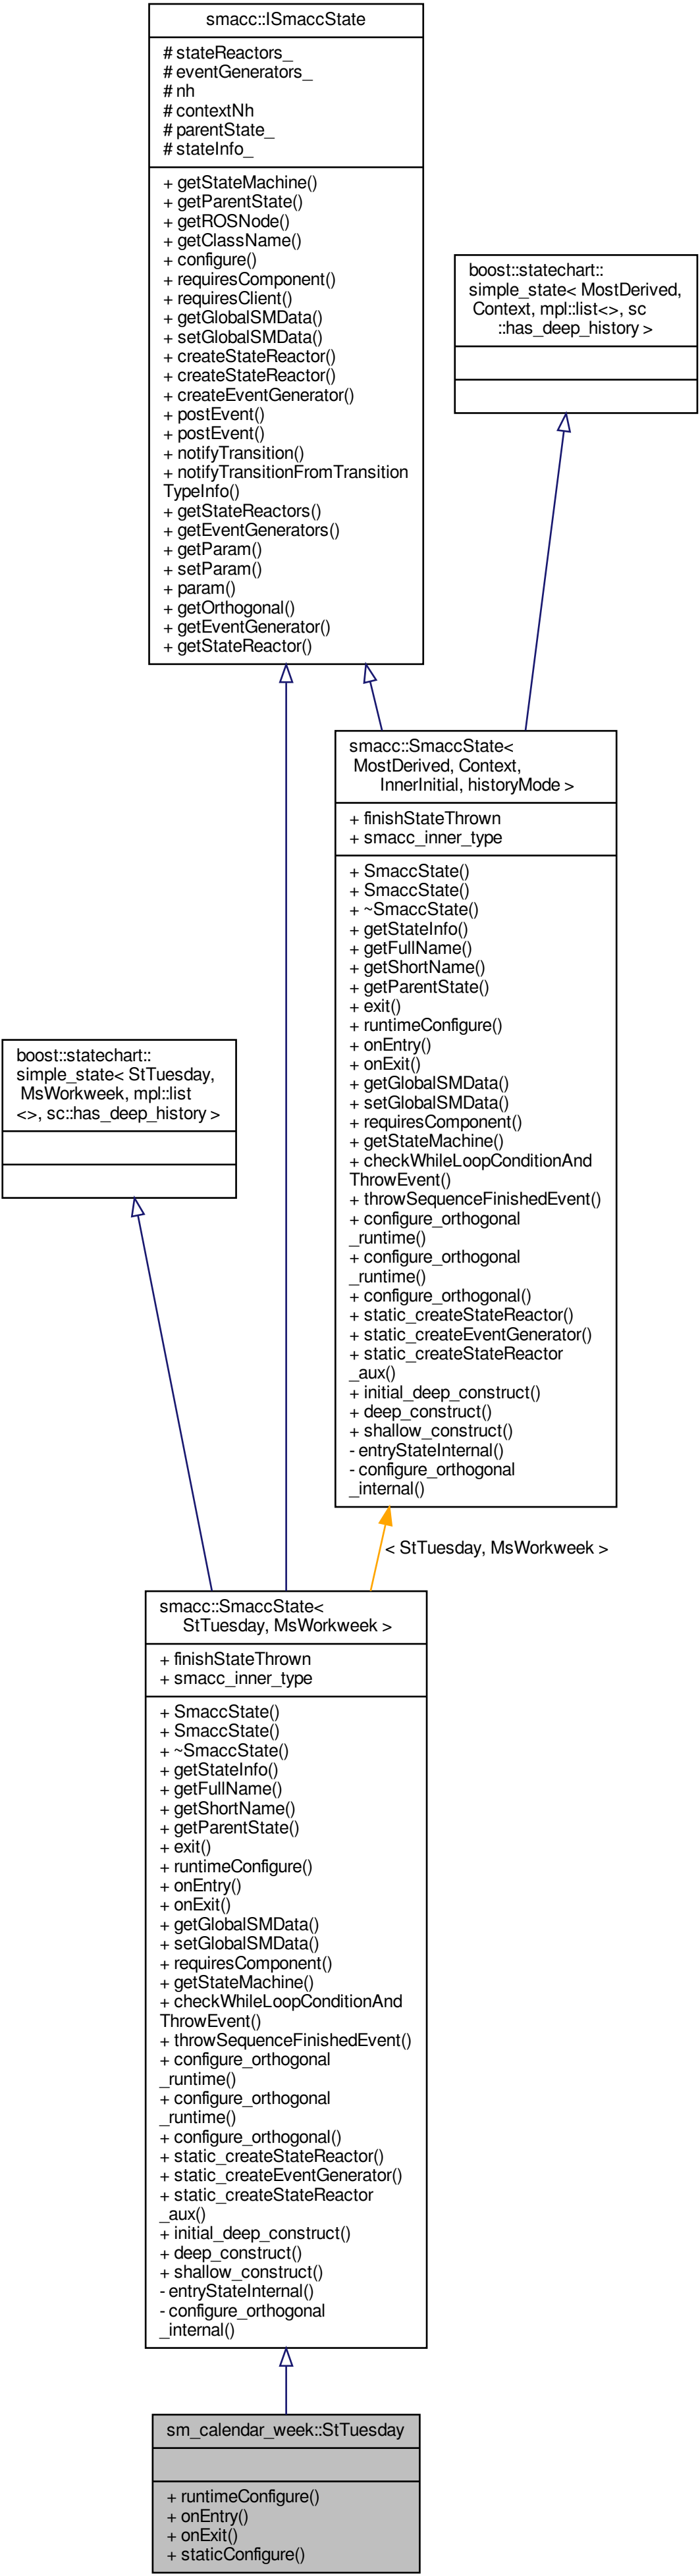 smacc::ISmaccState
# stateReactors_
# eventGenerators_
# nh
# contextNh
# parentState_
# stateInfo_
+ getStateMachine()
+ getParentState()
+ getROSNode()
+ getClassName()
+ configure()
+ requiresComponent()
+ requiresClient()
+ getGlobalSMData()
+ setGlobalSMData()
+ createStateReactor()
+ createStateReactor()
+ createEventGenerator()
+ postEvent()
+ postEvent()
+ notifyTransition()
+ notifyTransitionFromTransition
TypeInfo()
+ getStateReactors()
+ getEventGenerators()
+ getParam()
+ setParam()
+ param()
+ getOrthogonal()
+ getEventGenerator()
+ getStateReactor()
boost::statechart::
simple_state< MostDerived,
Context, mpl::list<>, sc
::has_deep_history >
smacc::SmaccState<
MostDerived, Context,
InnerInitial, historyMode >
+ finishStateThrown
+ smacc_inner_type
+ SmaccState()
+ SmaccState()
+ ~SmaccState()
+ getStateInfo()
+ getFullName()
+ getShortName()
+ getParentState()
+ exit()
+ runtimeConfigure()
+ onEntry()
+ onExit()
+ getGlobalSMData()
+ setGlobalSMData()
+ requiresComponent()
+ getStateMachine()
+ checkWhileLoopConditionAnd
ThrowEvent()
+ throwSequenceFinishedEvent()
+ configure_orthogonal
_runtime()
+ configure_orthogonal
_runtime()
+ configure_orthogonal()
+ static_createStateReactor()
+ static_createEventGenerator()
+ static_createStateReactor
_aux()
+ initial_deep_construct()
+ deep_construct()
+ shallow_construct()
- entryStateInternal()
- configure_orthogonal
_internal()
boost::statechart::
simple_state< StTuesday,
MsWorkweek, mpl::list
<>, sc::has_deep_history >
< StTuesday, MsWorkweek >
smacc::SmaccState<
StTuesday, MsWorkweek >
+ finishStateThrown
+ smacc_inner_type
+ SmaccState()
+ SmaccState()
+ ~SmaccState()
+ getStateInfo()
+ getFullName()
+ getShortName()
+ getParentState()
+ exit()
+ runtimeConfigure()
+ onEntry()
+ onExit()
+ getGlobalSMData()
+ setGlobalSMData()
+ requiresComponent()
+ getStateMachine()
+ checkWhileLoopConditionAnd
ThrowEvent()
+ throwSequenceFinishedEvent()
+ configure_orthogonal
_runtime()
+ configure_orthogonal
_runtime()
+ configure_orthogonal()
+ static_createStateReactor()
+ static_createEventGenerator()
+ static_createStateReactor
_aux()
+ initial_deep_construct()
+ deep_construct()
+ shallow_construct()
- entryStateInternal()
- configure_orthogonal
_internal()
sm_calendar_week::StTuesday
+ runtimeConfigure()
+ onEntry()
+ onExit()
+ staticConfigure()